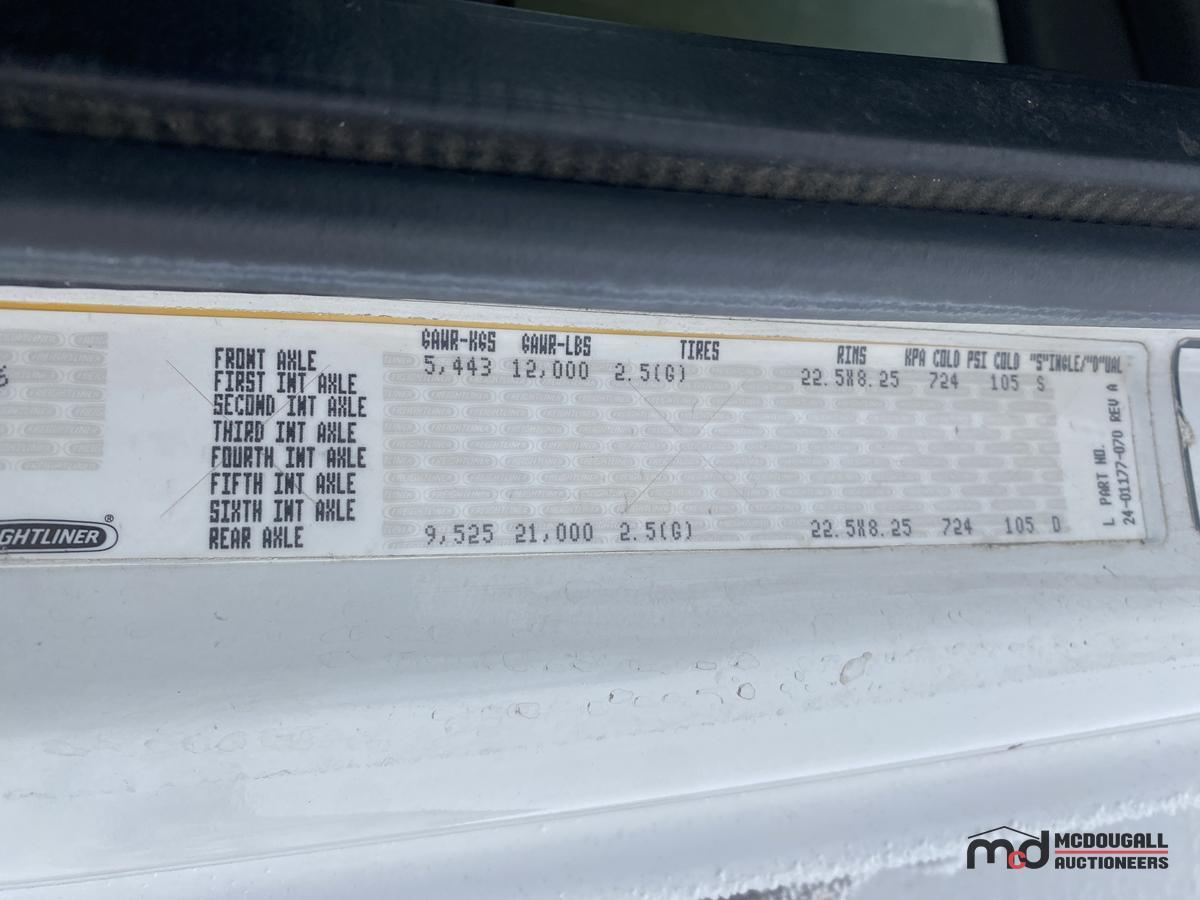 GAWR-KGS GAWR-LBS TIRES RIMS KPA COLD PSI COLD "S"INGLE/"D"UAL
FRONT AXLE 5,443 12,000 2.5(G) 22.5X8.25 724 105 S
FIRST INT AXLE
SECOND INT AXLE
THIRD INT AXLE
FOURTH INT AXLE
FIFTH INT AXLE
SIXTH INT AXLE
REAR AXLE 9,525 21,000 2.5(G) 22.5X8.25 724 105 D
L PART NO.
24-01177-070 REV A
GHTLINER®
mcd MCDOUGALL
AUCTIONEERS